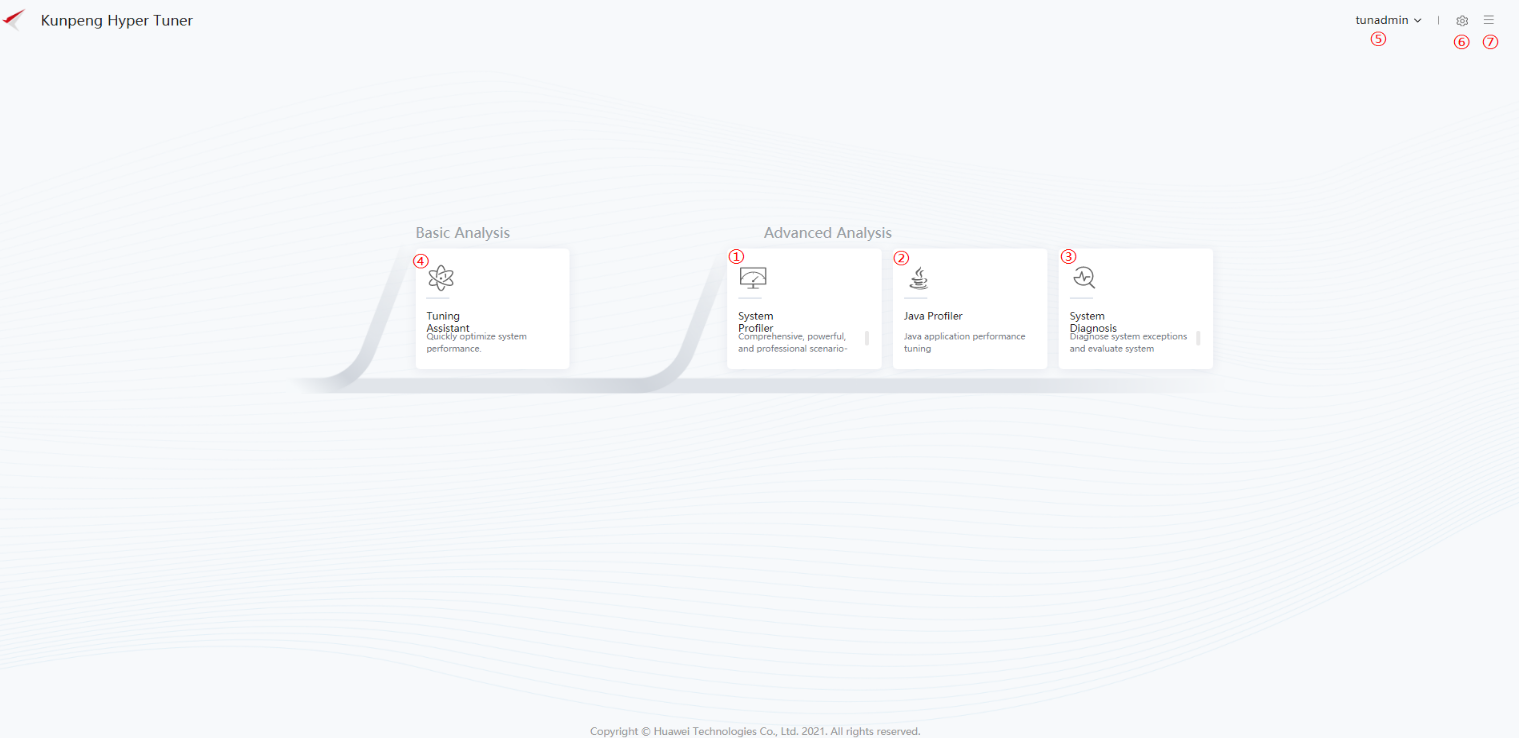 Kunpeng Hyper Tuner
tunadmin
⑤
⑥
⑦
Basic Analysis
Advanced Analysis
④
Tuning
Assistant
Quickly optimize system
performance.
①
System
Profiler
Comprehensive, powerful,
and professional scenario-
②
Java Profiler
Java application performance
tuning
③
System
Diagnosis
Diagnose system exceptions
and evaluate system
Copyright © Huawei Technologies Co., Ltd. 2021. All rights reserved.